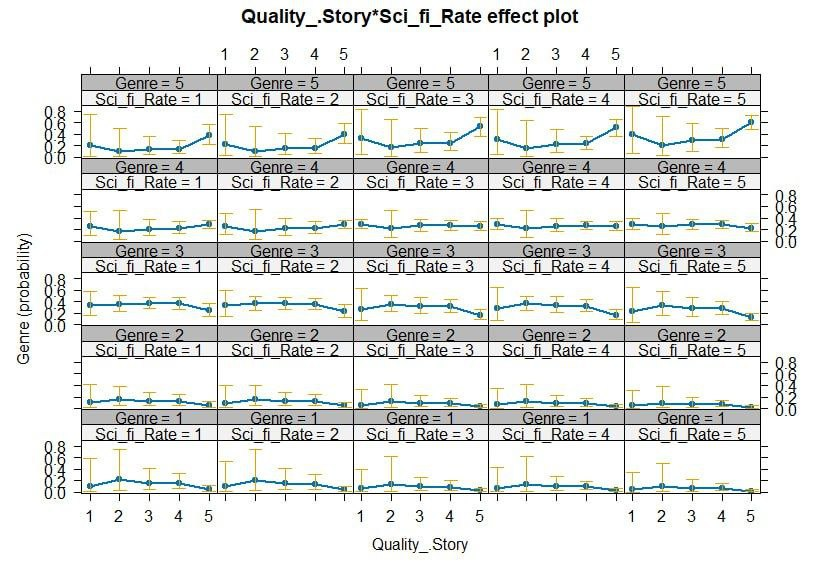 Quality_.Story*Sci_fi_Rate effect plot
1 2 3 4 5
Genre = 5 Genre = 5 Genre = 5 Genre = 5 Genre = 5
Sci_fi_Rate = 1 Sci_fi_Rate = 2 Sci_fi_Rate = 3 Sci_fi_Rate = 4 Sci_fi_Rate = 5
0.8
0.6
0.4
0.2
0.0
Genre = 4 Genre = 4 Genre = 4 Genre = 4 Genre = 4
Sci_fi_Rate = 1 Sci_fi_Rate = 2 Sci_fi_Rate = 3 Sci_fi_Rate = 4 Sci_fi_Rate = 5
0.8
0.6
0.4
0.2
0.0
Genre = 3 Genre = 3 Genre = 3 Genre = 3 Genre = 3
Sci_fi_Rate = 1 Sci_fi_Rate = 2 Sci_fi_Rate = 3 Sci_fi_Rate = 4 Sci_fi_Rate = 5
0.8
0.6
0.4
0.2
0.0
Genre = 2 Genre = 2 Genre = 2 Genre = 2 Genre = 2
Sci_fi_Rate = 1 Sci_fi_Rate = 2 Sci_fi_Rate = 3 Sci_fi_Rate = 4 Sci_fi_Rate = 5
0.8
0.6
0.4
0.2
0.0
Genre = 1 Genre = 1 Genre = 1 Genre = 1 Genre = 1
Sci_fi_Rate = 1 Sci_fi_Rate = 2 Sci_fi_Rate = 3 Sci_fi_Rate = 4 Sci_fi_Rate = 5
0.8
0.6
0.4
0.2
0.0
1 2 3 4 5 1 2 3 4 5 1 2 3 4 5
Quality_.Story
Genre (probability)
1 2 3 4 5